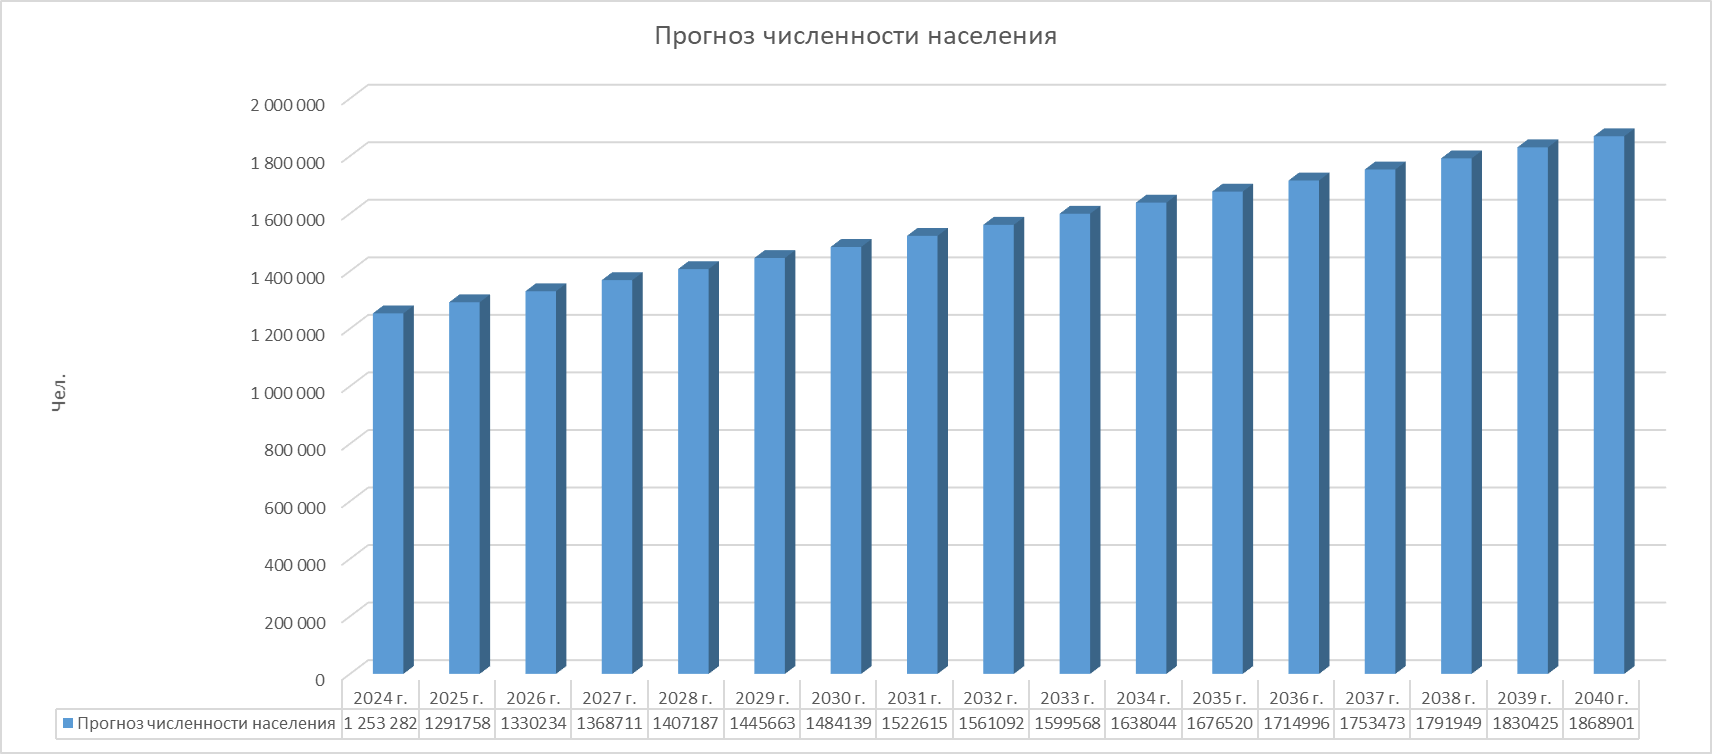 Прогноз численности населения
2 000 000
1 800 000
1 600 000
1 400 000
1 200 000
1 000 000
800 000
600 000
400 000
200 000
0
Чел.
2024 г. 2025 г. 2026 г. 2027 г. 2028 г. 2029 г. 2030 г. 2031 г. 2032 г. 2033 г. 2034 г. 2035 г. 2036 г. 2037 г. 2038 г. 2039 г. 2040 г.
Прогноз численности населения 1 253 282 1291758 1330234 1368711 1407187 1445663 1484139 1522615 1561092 1599568 1638044 1676520 1714996 1753473 1791949 1830425 1868901